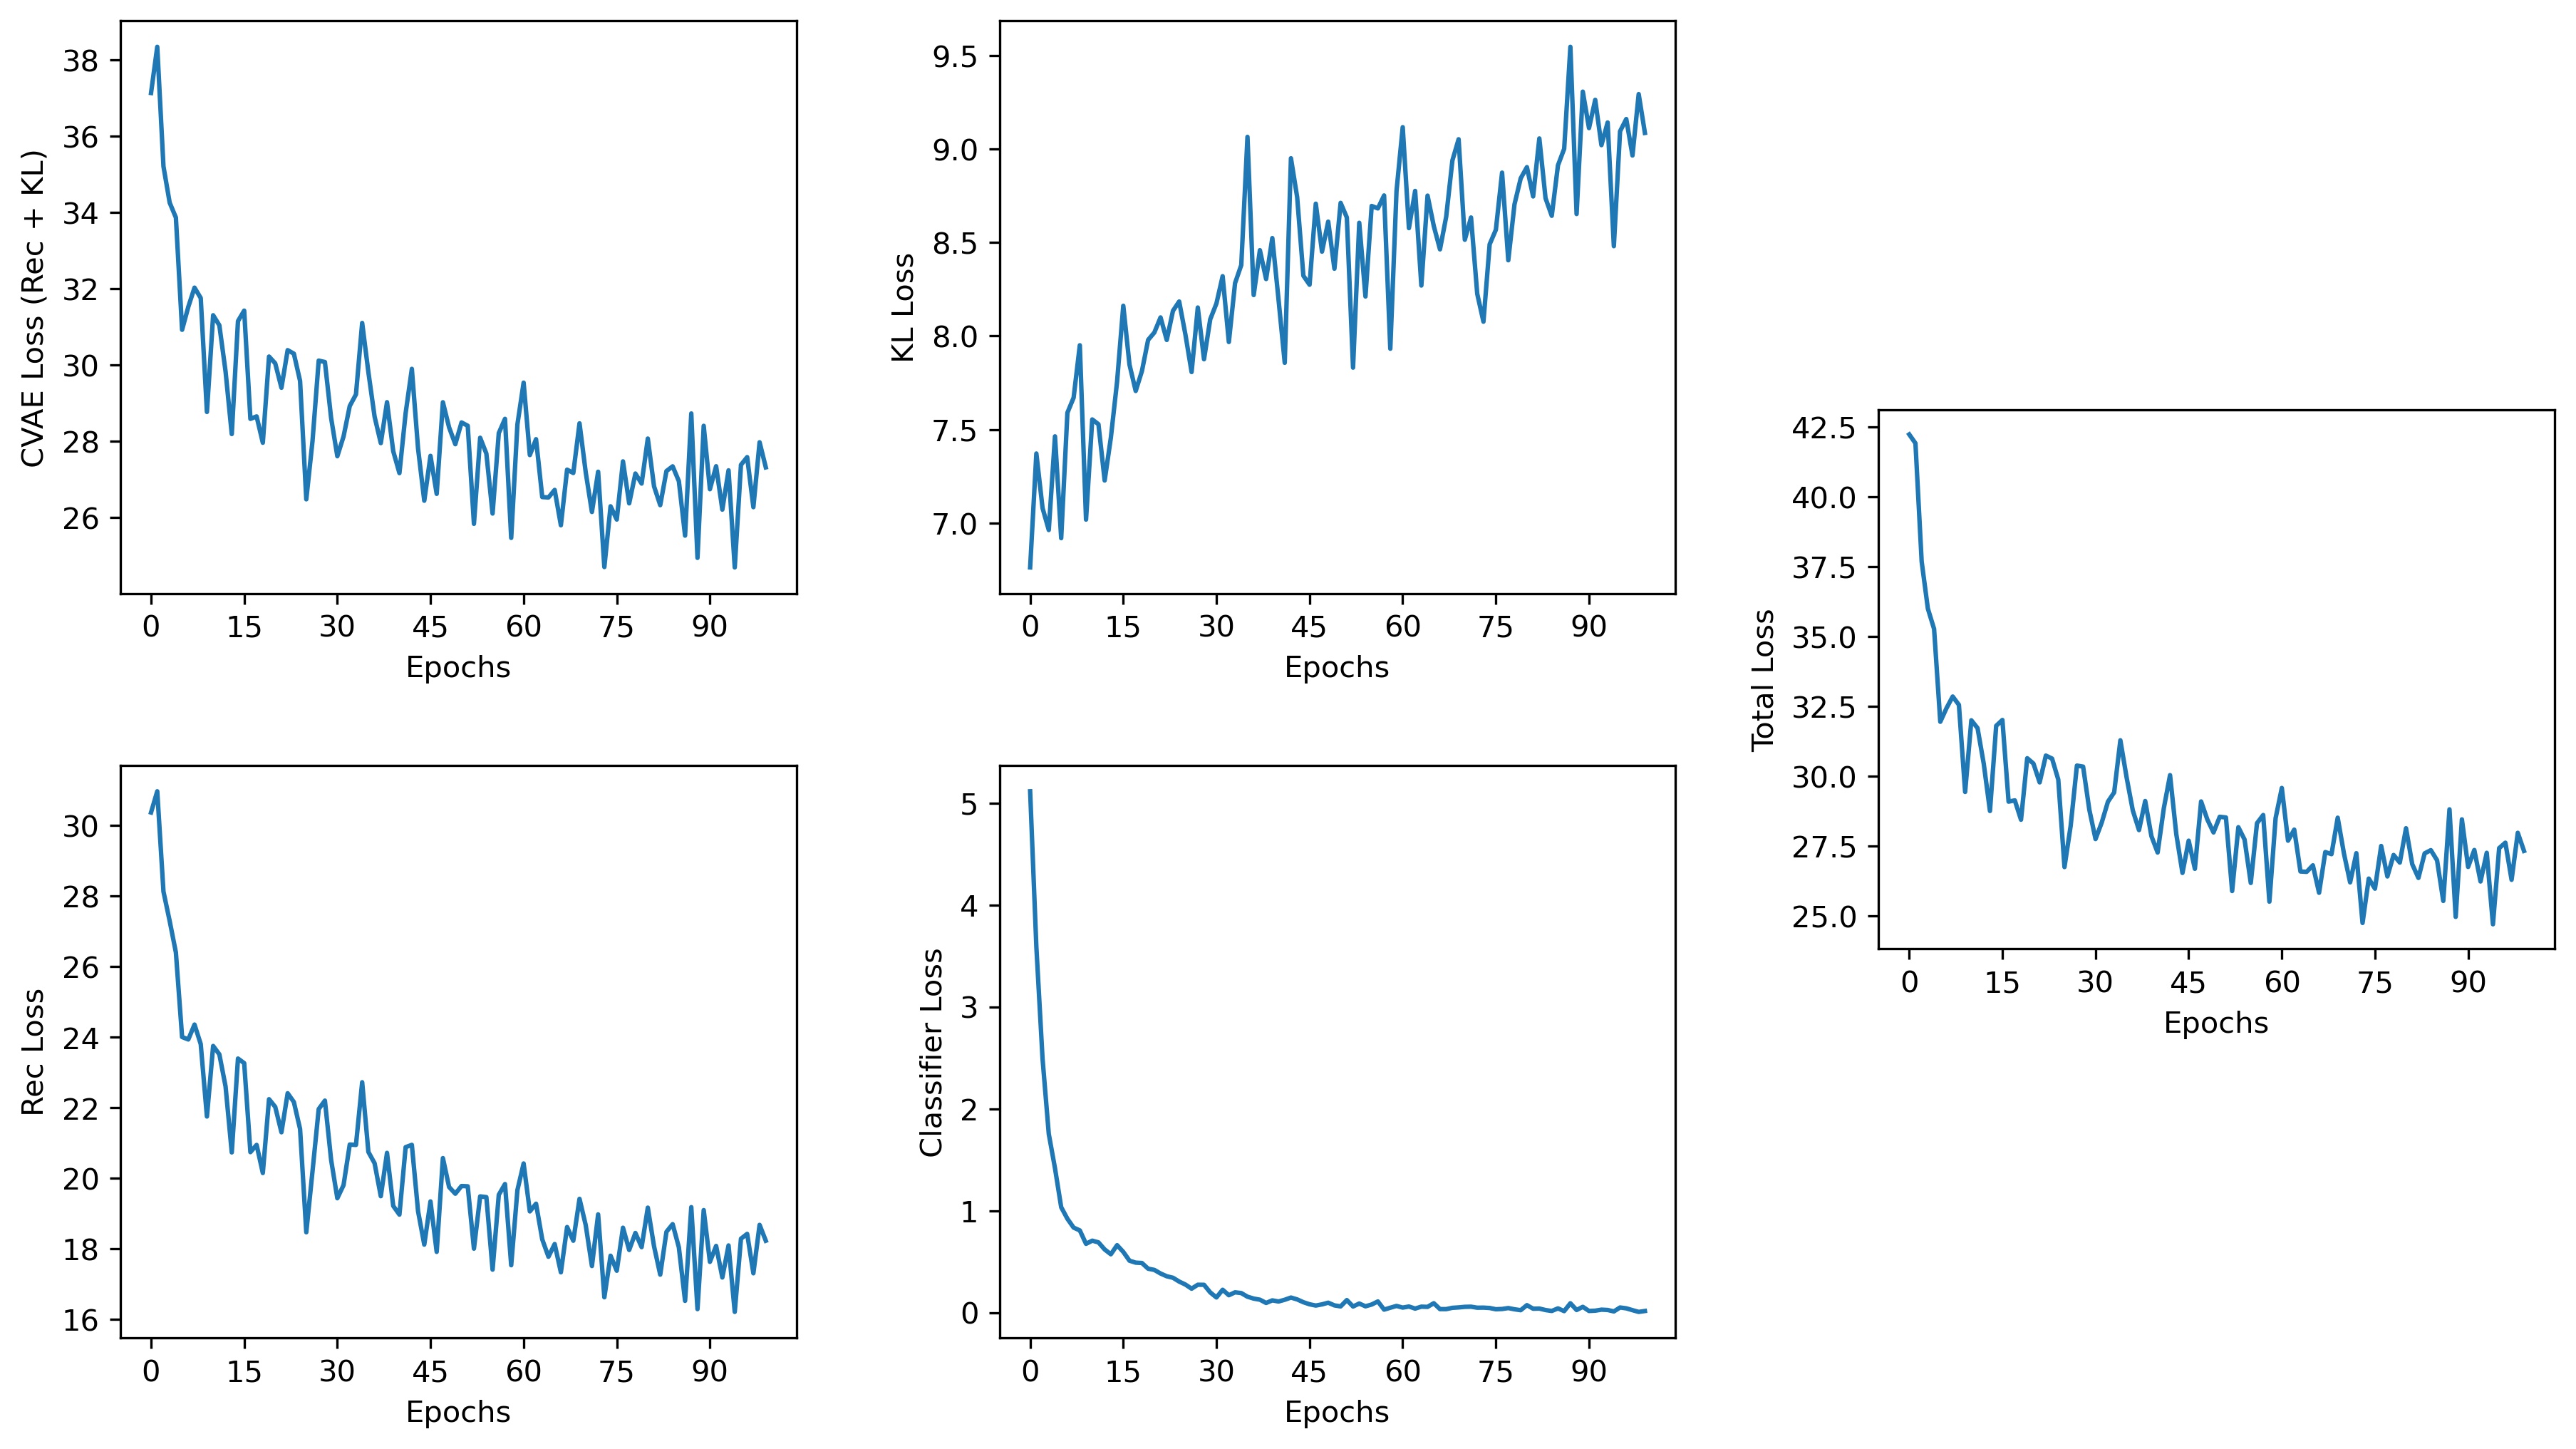 CVAE Loss (Rec + KL)
38
36
34
32
30
28
26
0 15 30 45 60 75 90
Epochs
KL Loss
9.5
9.0
8.5
8.0
7.5
7.0
0 15 30 45 60 75 90
Epochs
Rec Loss
30
28
26
24
22
20
18
16
0 15 30 45 60 75 90
Epochs
Classifier Loss
5
4
3
2
1
0
0 15 30 45 60 75 90
Epochs
Total Loss
42.5
40.0
37.5
35.0
32.5
30.0
27.5
25.0
0 15 30 45 60 75 90
Epochs